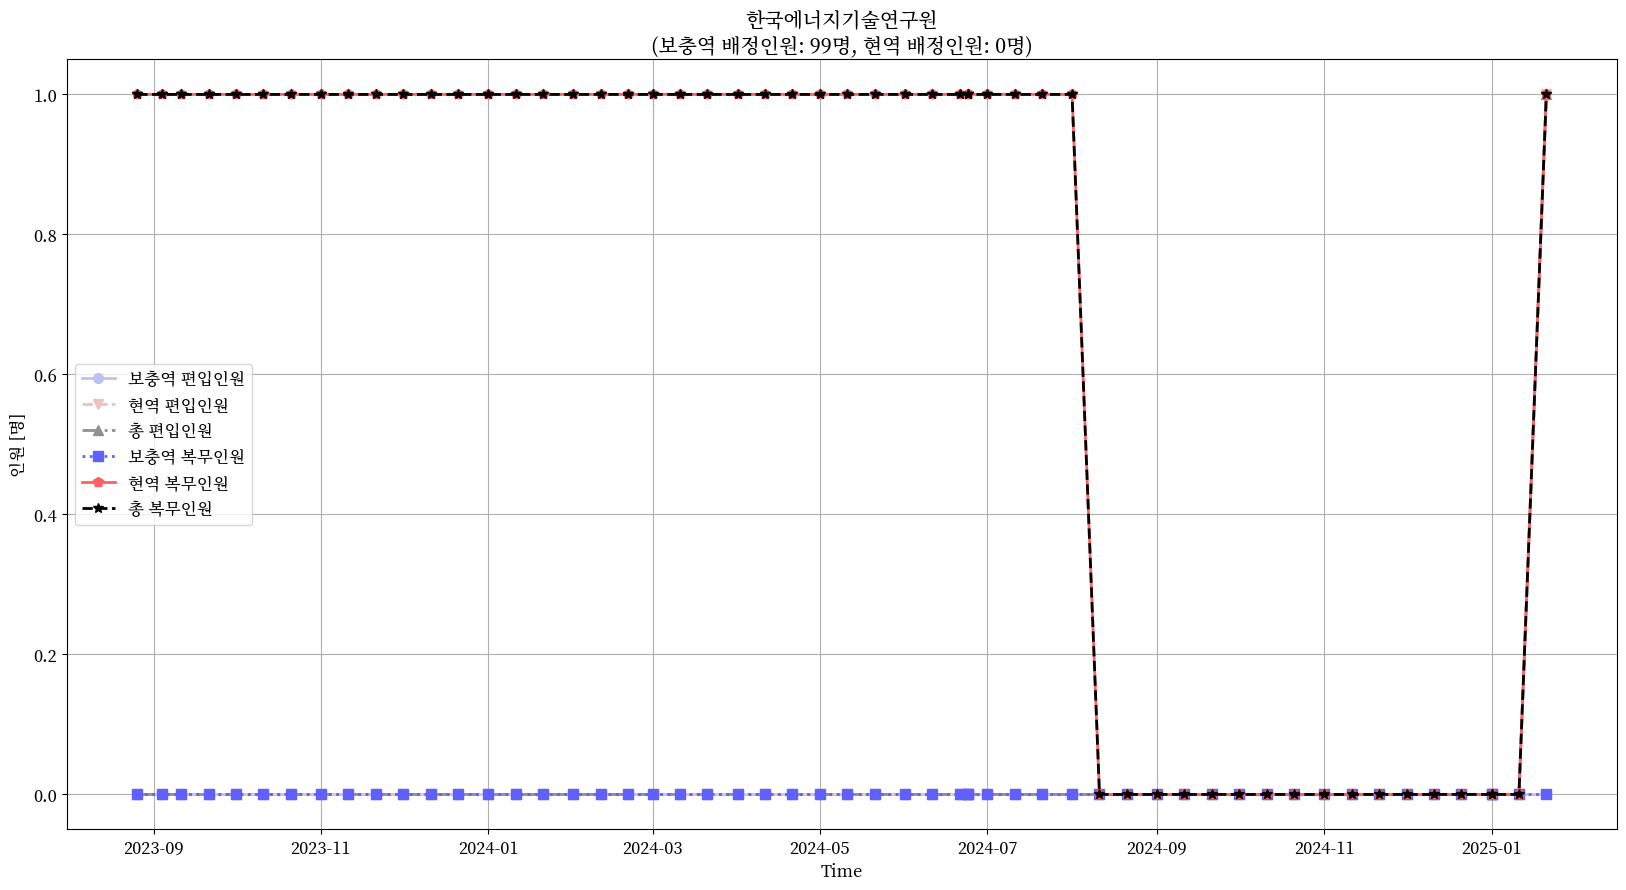 한국에너지기술연구원
(보충역 배정인원: 99명, 현역 배정인원: 0명)
1.0
0.8
0.6
0.4
0.2
0.0
인원 [명]
보충역 편입인원
현역 편입인원
총 편입인원
보충역 복무인원
현역 복무인원
총 복무인원
2023-09 2023-11 2024-01 2024-03 2024-05 2024-07 2024-09 2024-11 2025-01
Time